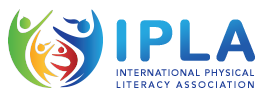 IPLA
INTERNATIONAL PHYSICAL
LITERACY ASSOCIATION